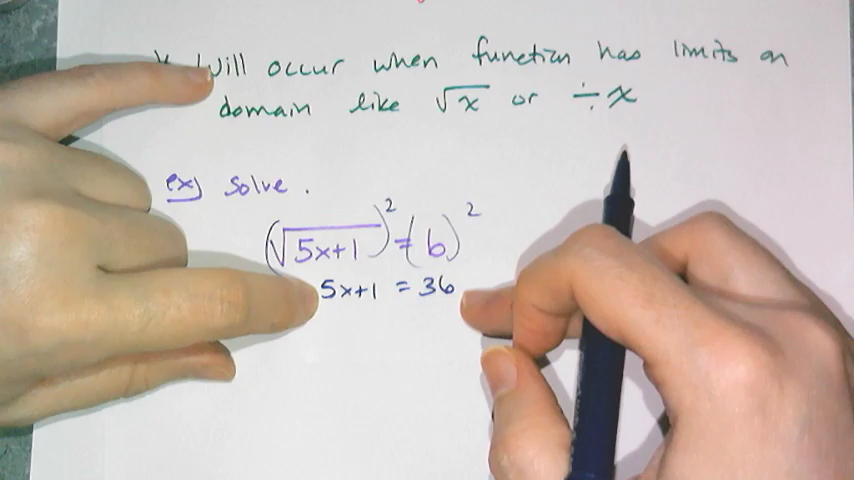 Will occur when function has limits on
domain like √x or ÷ x
ex) solve.
(√5x+1)² = (6)²
5x+1 = 36